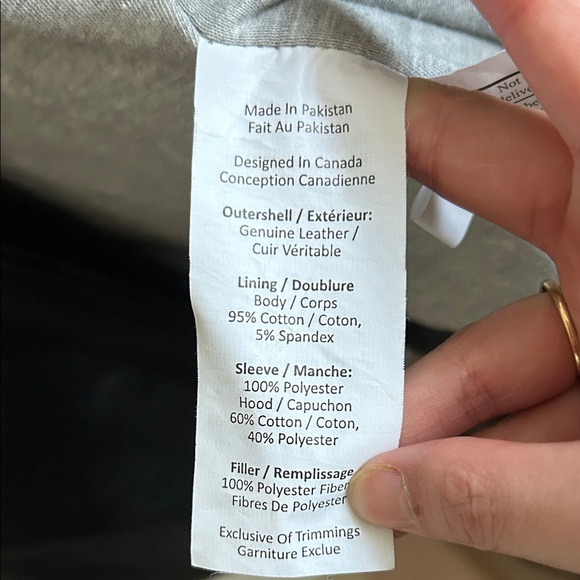 Made In Pakistan
Fait Au Pakistan
Designed In Canada
Conception Canadienne
Outershell / Extérieur:
Genuine Leather /
Cuir Véritable
Lining / Doublure
Body / Corps
95% Cotton / Coton,
5% Spandex
Sleeve / Manche:
100% Polyester
Hood / Capuchon
60% Cotton / Coton,
40% Polyester
Filler / Remplissage
100% Polyester Fiber
Fibres De Polyester
Exclusive Of Trimmings
Garniture Exclue
Not